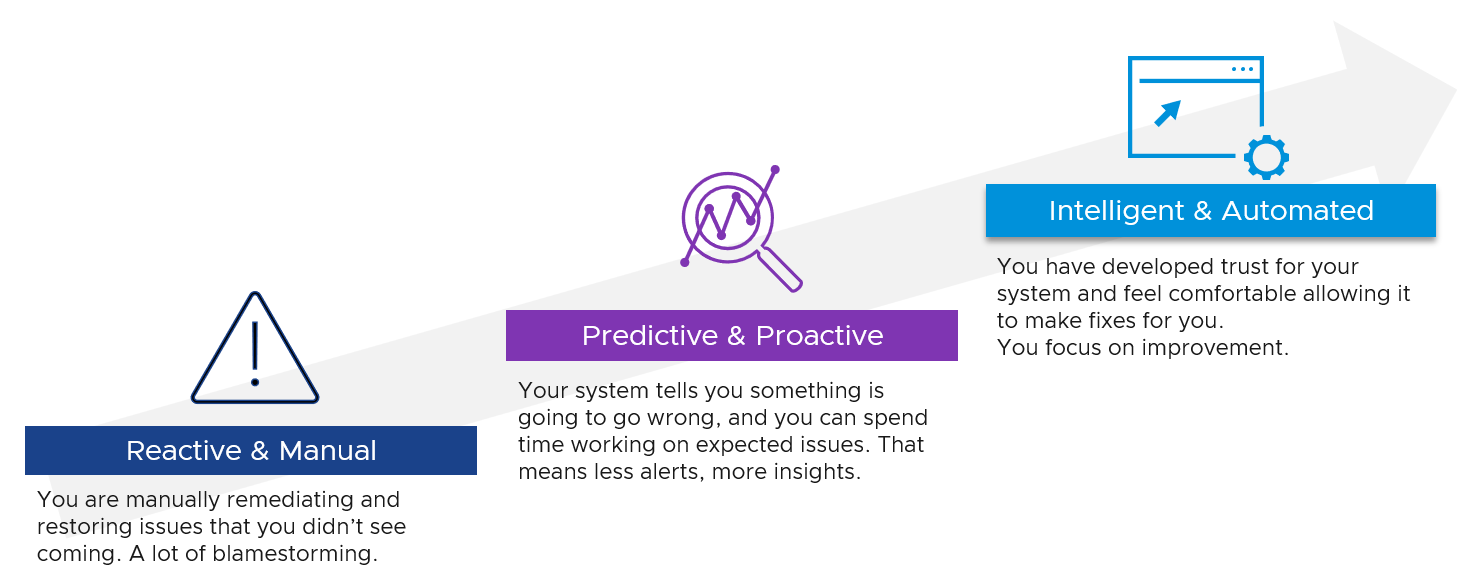 Reactive & Manual
You are manually remediating and
restoring issues that you didn’t see
coming. A lot of blamestorming.
Predictive & Proactive
Your system tells you something is
going to go wrong, and you can spend
time working on expected issues. That
means less alerts, more insights.
Intelligent & Automated
You have developed trust for your
system and feel comfortable allowing it
to make fixes for you.
You focus on improvement.